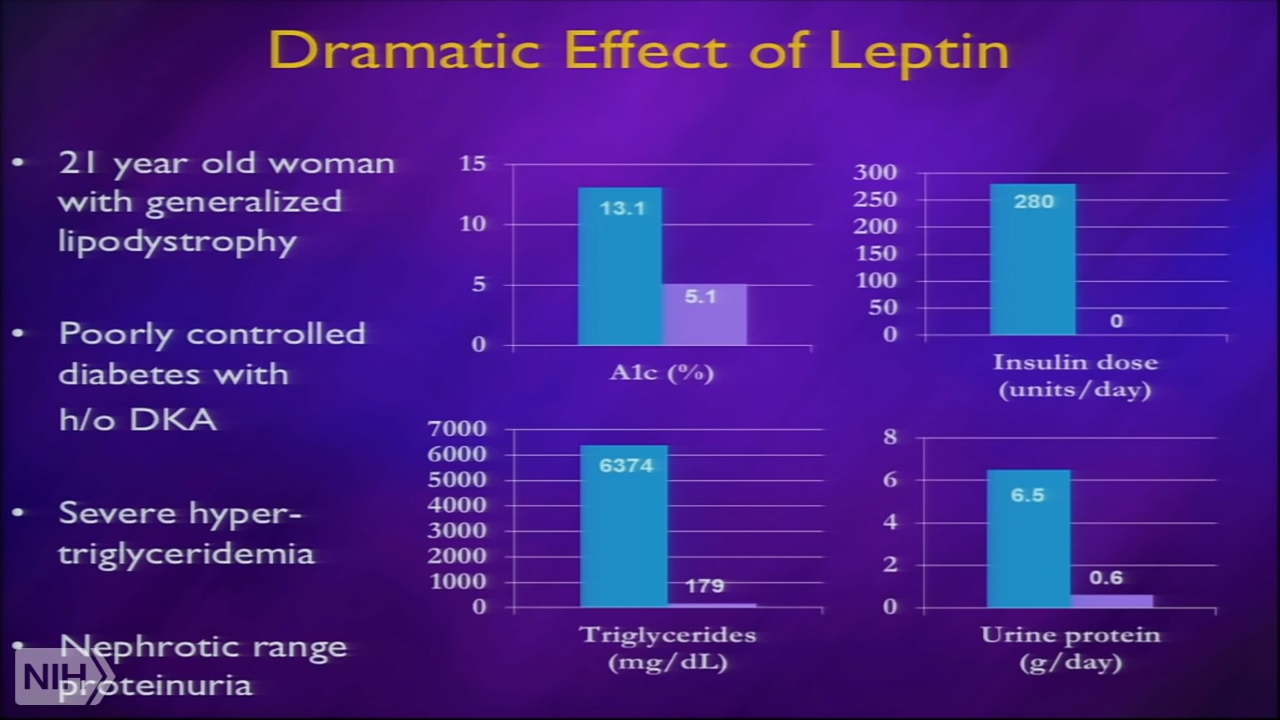 Dramatic Effect of Leptin
• 21 year old woman
with generalized
lipodystrophy
• Poorly controlled
diabetes with
h/o DKA
• Severe hyper-
triglyceridemia
• Nephrotic range
proteinuria
NIH
15
10
5
0
13.1
5.1
A1c (%)
300
250
200
150
100
50
0
280
0
Insulin dose
(units/day)
7000
6000
5000
4000
3000
2000
1000
0
6374
179
Triglycerides
(mg/dL)
8
6
4
2
0
6.5
0.6
Urine protein
(g/day)